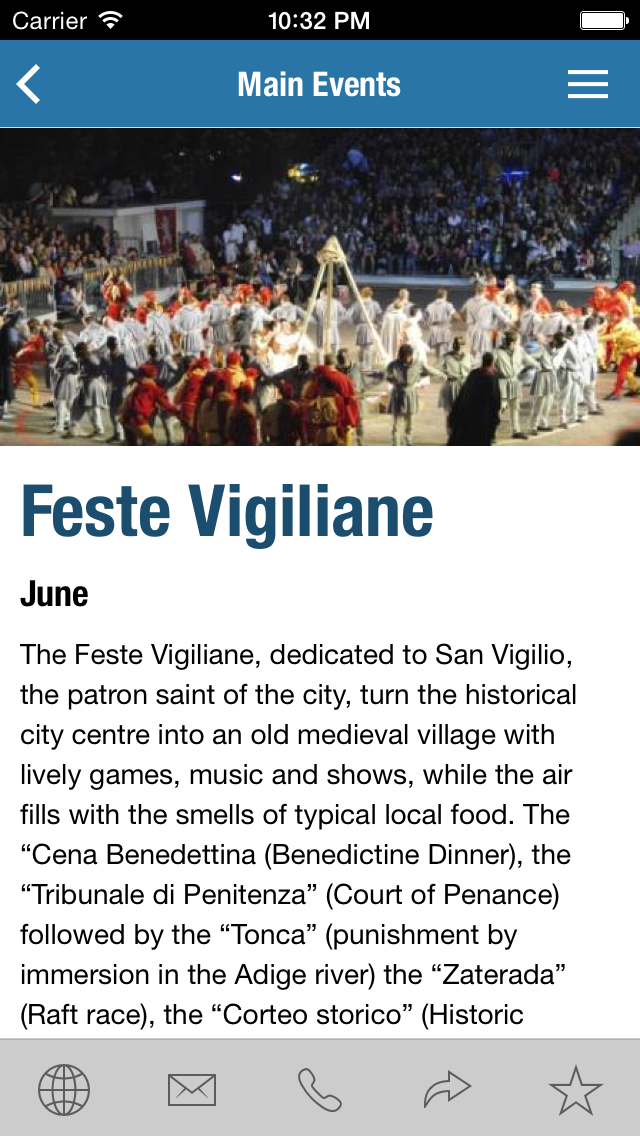 Carrier 10:32 PM
Main Events
Feste Vigiliane
June
The Feste Vigiliane, dedicated to San Vigilio,
the patron saint of the city, turn the historical
city centre into an old medieval village with
lively games, music and shows, while the air
fills with the smells of typical local food. The
“Cena Benedettina (Benedictine Dinner), the
“Tribunale di Penitenza” (Court of Penance)
followed by the “Tonca” (punishment by
immersion in the Adige river) the “Zaterada”
(Raft race), the “Corteo storico” (Historic